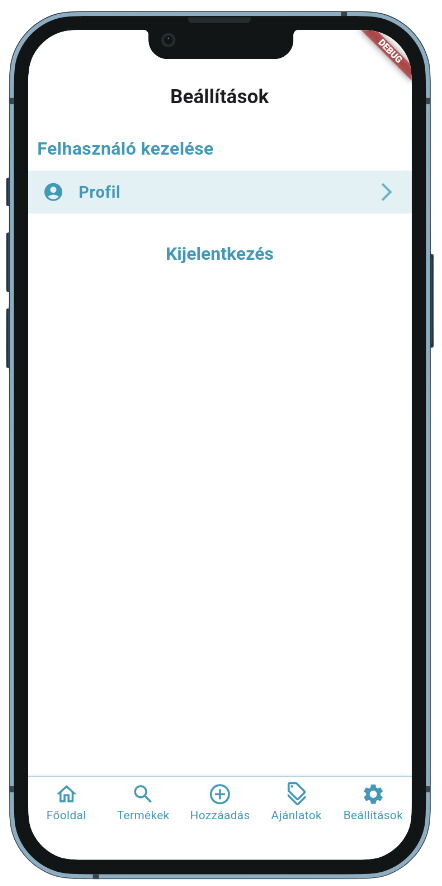 DEBUG
Beállítások
Felhasználó kezelése
Profil
Kijelentkezés
Főoldal
Termékek
Hozzáadás
Ajánlatok
Beállítások